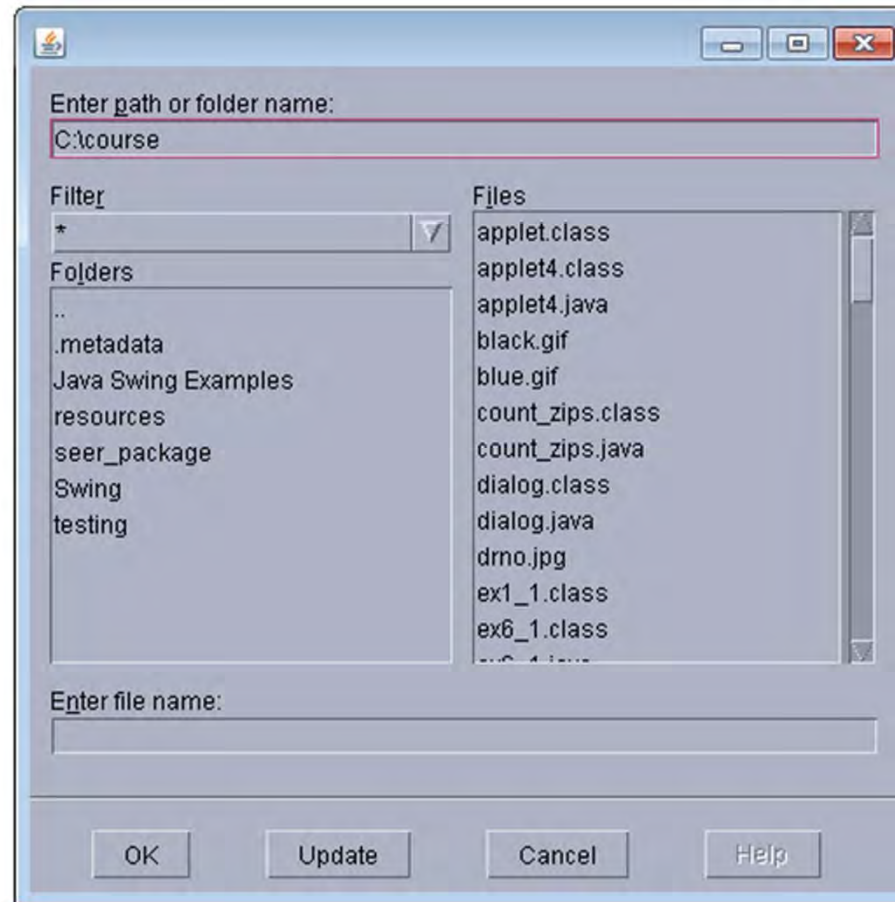 Enter path or folder name:
C:\course
Filter
*
Folders
..
.metadata
Java Swing Examples
resources
seer_package
Swing
testing
Files
applet.class
applet4.class
applet4.java
black.gif
blue.gif
count_zips.class
count_zips.java
dialog.class
dialog.java
drno.jpg
ex1_1.class
ex6_1.class
Enter file name:
OK
Update
Cancel
Help